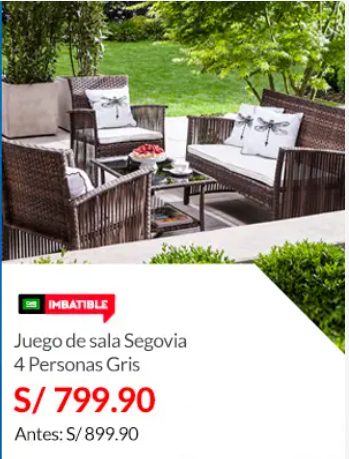 IMBATIBLE
Juego de sala Segovia
4 Personas Gris
S/ 799.90
Antes: S/ 899.90